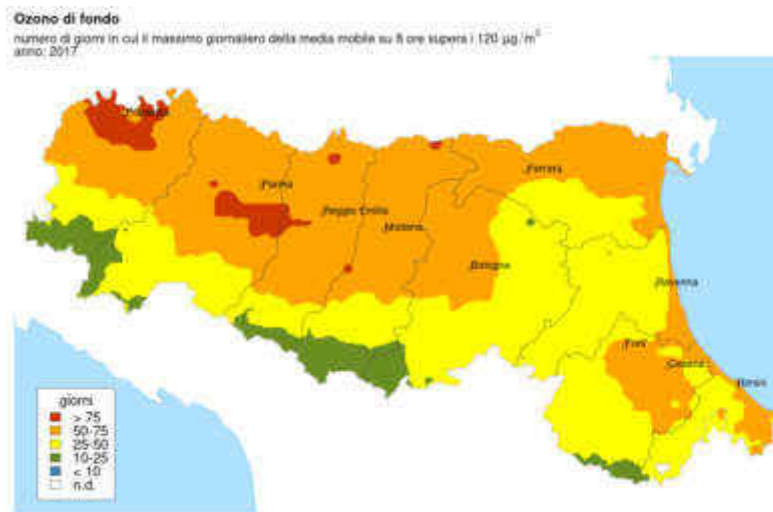 Ozono di fondo
numero di giorni in cui il massimo giornaliero della media mobile su 8 ore supera i 120 µg/m³
anno: 2017
Piacenza
Parma
Reggio Emilia
Modena
Ferrara
Bologna
Ravenna
Forlì
Cesena
Rimini
giorni
> 75
50-75
25-50
10-25
< 10
n.d.